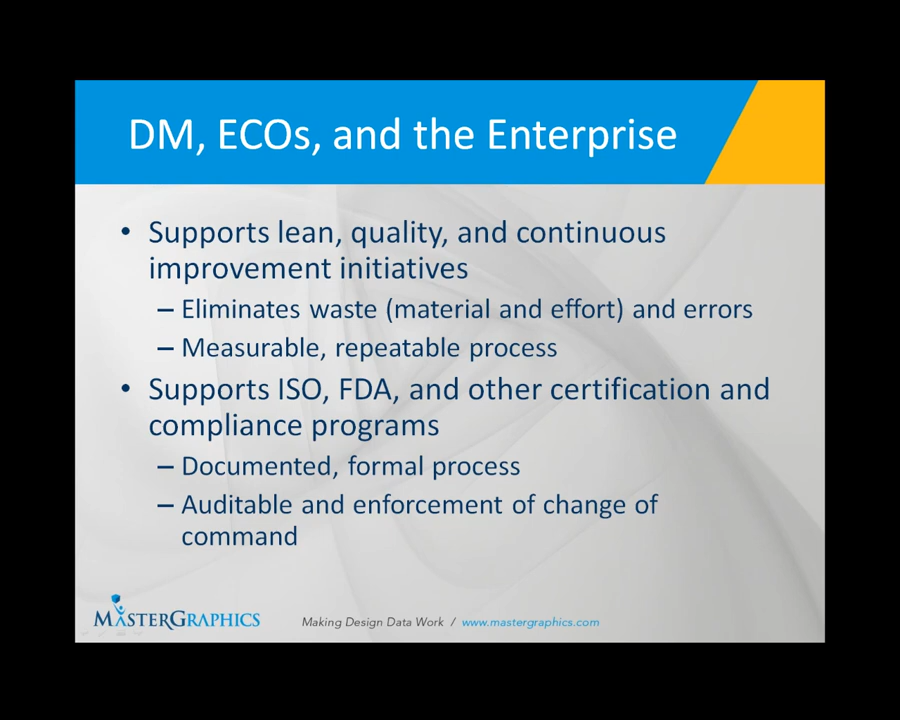 DM, ECOs, and the Enterprise
• Supports lean, quality, and continuous
improvement initiatives
– Eliminates waste (material and effort) and errors
– Measurable, repeatable process
• Supports ISO, FDA, and other certification and
compliance programs
– Documented, formal process
– Auditable and enforcement of change of
command
MASTERGRAPHICS
Making Design Data Work / www.mastergraphics.com